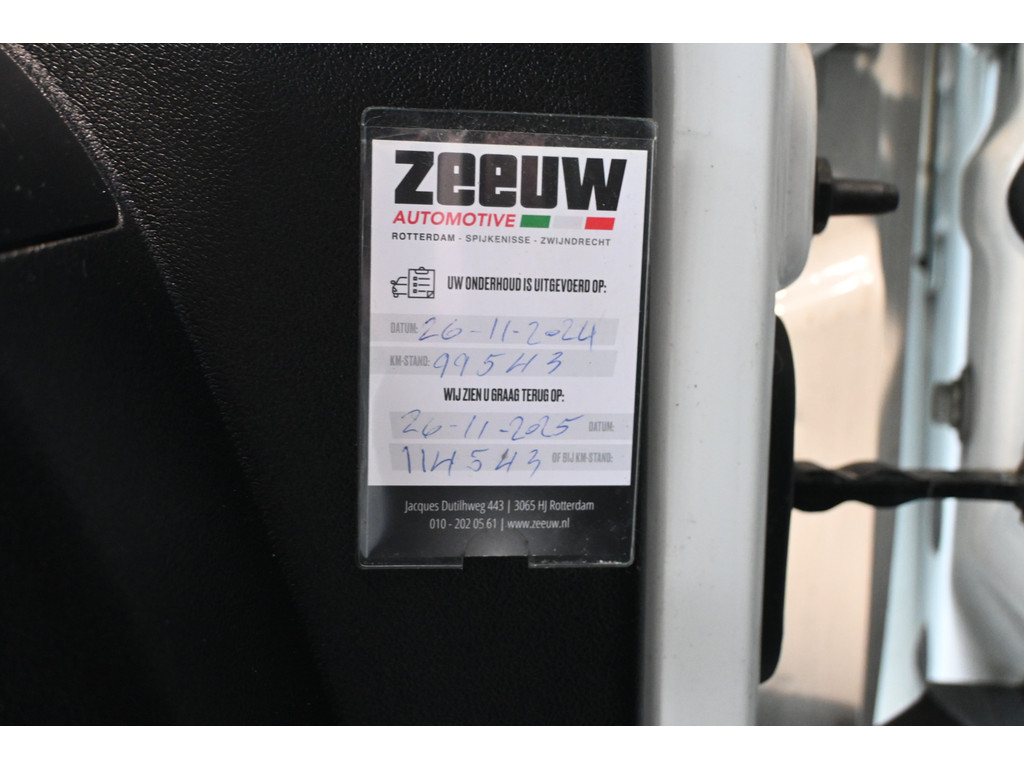 ZEEUW
AUTOMOTIVE
ROTTERDAM - SPIJKENISSE - ZWIJNDRECHT
UW ONDERHOUD IS UITGEVOERD OP:
DATUM: 26-11-2024
KM-STAND: 99543
WIJ ZIEN U GRAAG TERUG OP:
26-11-2025 DATUM:
114543 OF BIJ KM-STAND:
Jacques Dutilhweg 443 | 3065 HJ Rotterdam
010 - 202 05 61 | www.zeeuw.nl